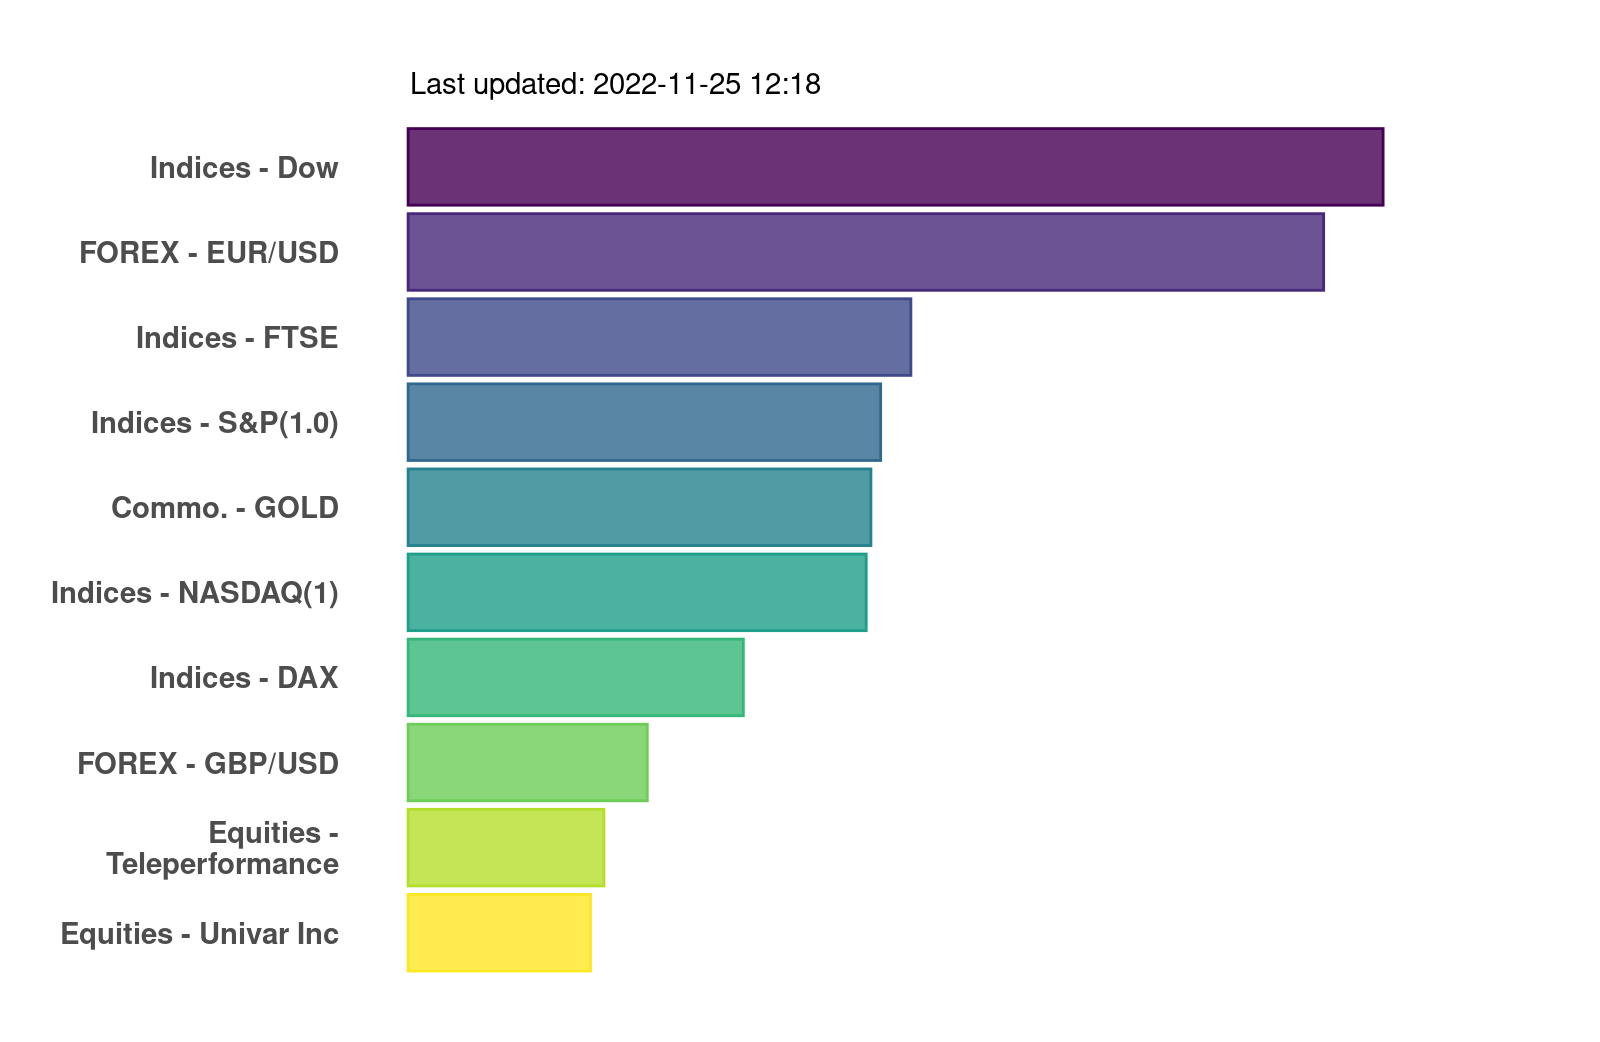 Last updated: 2022-11-25 12:18
Indices - Dow
FOREX - EUR/USD
Indices - FTSE
Indices - S&P(1.0)
Commo. - GOLD
Indices - NASDAQ(1)
Indices - DAX
FOREX - GBP/USD
Equities -
Teleperformance
Equities - Univar Inc